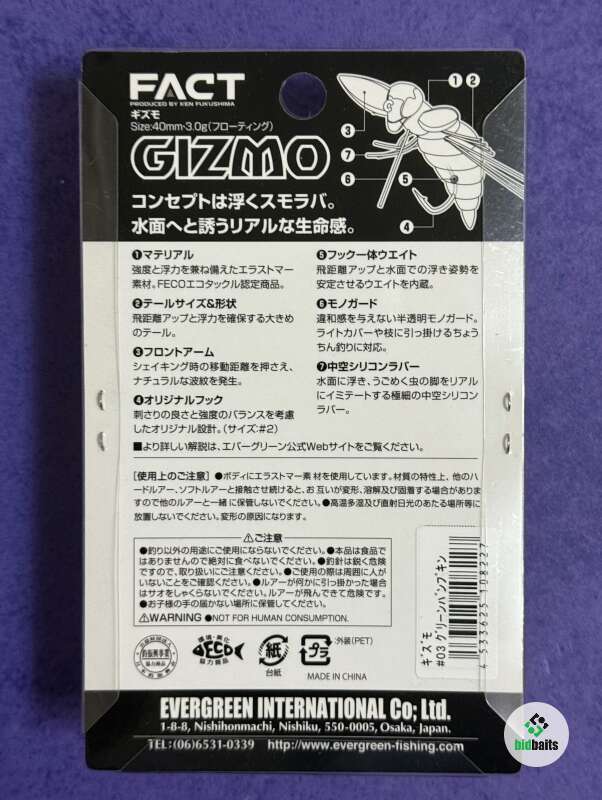 FACT
PRODUCED BY KEN FUKUSHIMA
ギズモ
Size:40mm・3.0g(フローティング)
GIZMO
コンセプトは浮くスモラバ。
水面へと誘うリアルな生命感。
① ②
③
⑦
⑥ ⑤
④
❶マテリアル
強度と浮力を兼ね備えたエラストマー
素材。FECOエコタックル認定商品。
❷テールサイズ&形状
飛距離アップと浮力を確保する大きめ
のテール。
❸フロントアーム
シェイキング時の移動距離を押さえ、
ナチュラルな波紋を発生。
❹オリジナルフック
刺さりの良さと強度のバランスを考慮
したオリジナル設計。(サイズ:#2)
❺フック一体ウエイト
飛距離アップと水面での浮き姿勢を
安定させるウエイトを内蔵。
❻モノガード
違和感を与えない半透明モノガード。
ライトカバーや枝に引っ掛けるちょう
ちん釣りに対応。
❼中空シリコンラバー
水面に浮き、うごめく虫の脚をリアル
にイミテートする極細の中空シリコン
ラバー。
■より詳しい解説は、エバーグリーン公式Webサイトをご覧ください。
[使用上のご注意] ●ボディにエラストマー素材を使用しています。材質の特性上、他のハ
ードルアー、ソフトルアーと接触させ続けると、お互いが変形、溶解及び固着する場合がありま
すので他のルアーと一緒に保管しないでください。●高温多湿及び直射日光のあたる場所等に
放置しないでください。変形の原因になります。
⚠ご注意
●釣り以外の用途にご使用にならないでください。●本品は食品で
はありませんので絶対に食べないでください。●釣針は鋭く危険
ですので、取り扱いにご注意ください。●ご使用の際は周囲に人が
いないことをご確認ください。●ルアーが何かに引っ掛かった場合
はサオをしゃくらないでください。ルアーが飛んできて危険です。
●お子様の手の届かない場所に保管してください。
⚠WARNING ●NOT FOR HUMAN CONSUMPTION.
釣振興事業
協力商品
環境・美化
FECO
協力商品
紙
台紙
プラ
外装(PET)
MADE IN CHINA
ギズモ
#03 グリーンパンプキン
4 533625 108227
EVERGREEN INTERNATIONAL Co; Ltd.
1-8-8, Nishihonmachi, Nishiku, 550-0005, Osaka, Japan.
TEL:(06)6531-0339 http://www.evergreen-fishing.com
bidbaits